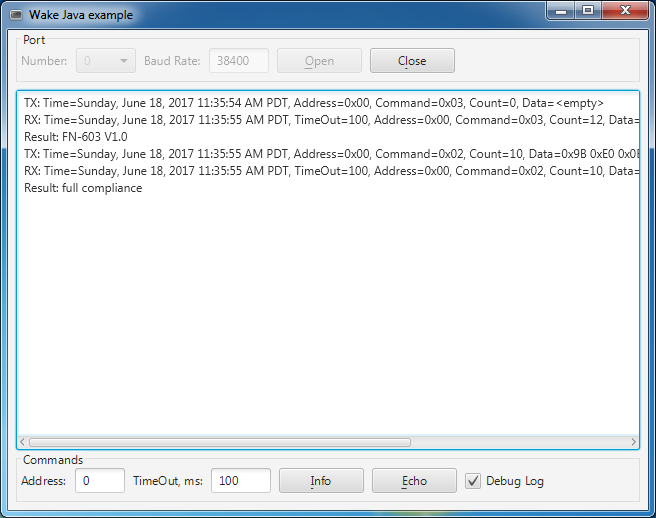 Wake Java example
Port
Number: 0 Baud Rate: 38400 Open Close
TX: Time=Sunday, June 18, 2017 11:35:54 AM PDT, Address=0x00, Command=0x03, Count=0, Data=<empty>
RX: Time=Sunday, June 18, 2017 11:35:55 AM PDT, TimeOut=100, Address=0x00, Command=0x03, Count=12, Data=
Result: FN-603 V1.0
TX: Time=Sunday, June 18, 2017 11:35:55 AM PDT, Address=0x00, Command=0x02, Count=10, Data=0x9B 0xE0
RX: Time=Sunday, June 18, 2017 11:35:55 AM PDT, TimeOut=100, Address=0x00, Command=0x02, Count=10, Data=
Result: full compliance
Commands
Address: 0 TimeOut, ms: 100 Info Echo Debug Log